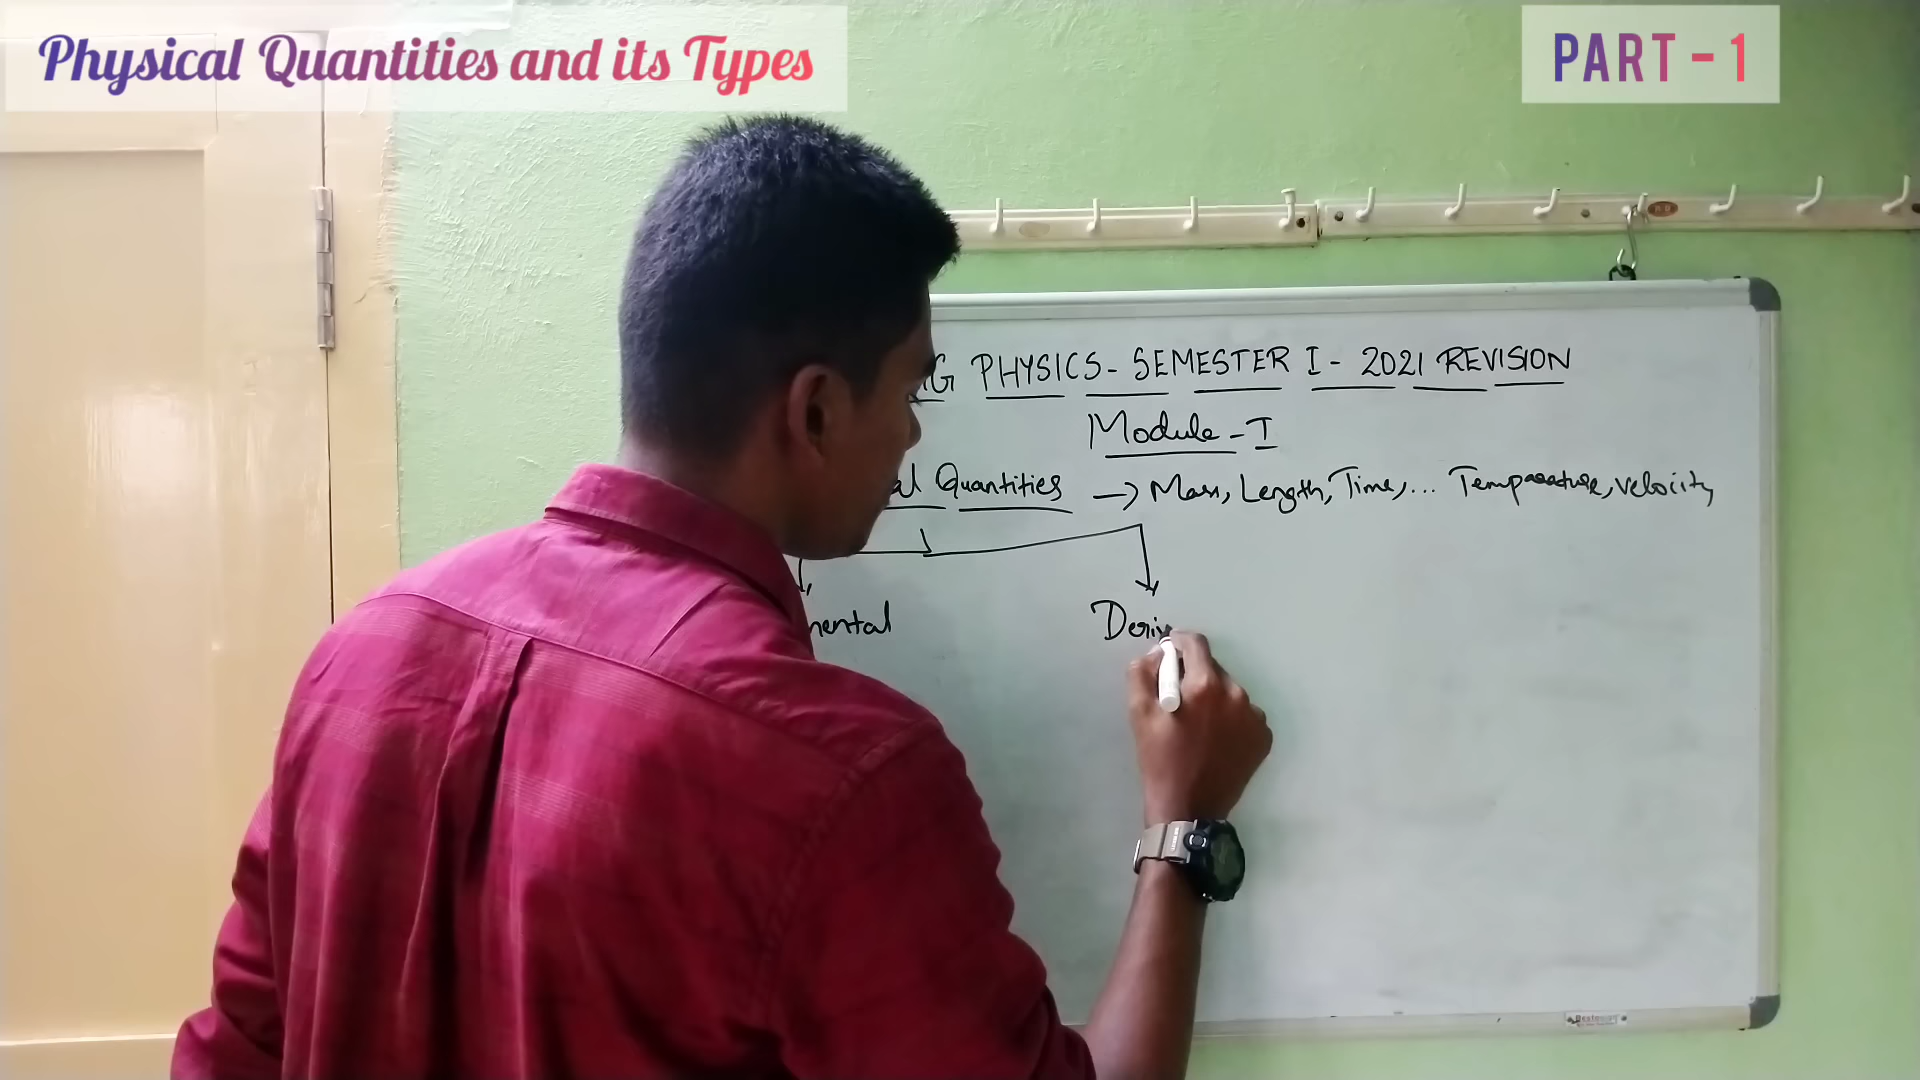 Physical Quantities and its Types
PART - 1
PHYSICS - SEMESTER I - 2021 REVISION
Module - I
Quantities → Mass, Length, Time, ... Temperature, Velocity
mental
Deriv